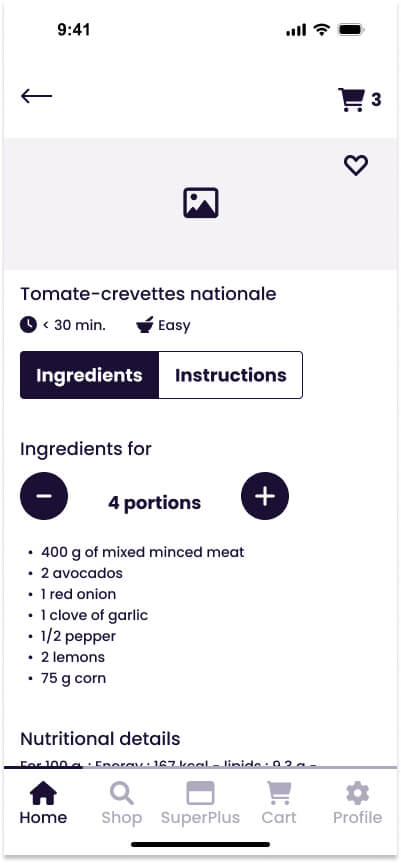 9:41
3
Tomate-crevettes nationale
< 30 min.
Easy
Ingredients
Instructions
Ingredients for
4 portions
• 400 g of mixed minced meat
• 2 avocados
• 1 red onion
• 1 clove of garlic
• 1/2 pepper
• 2 lemons
• 75 g corn
Nutritional details
For 100 g : Energy : 167 kcal - lipids : 9.3 g -
Home
Shop
SuperPlus
Cart
Profile